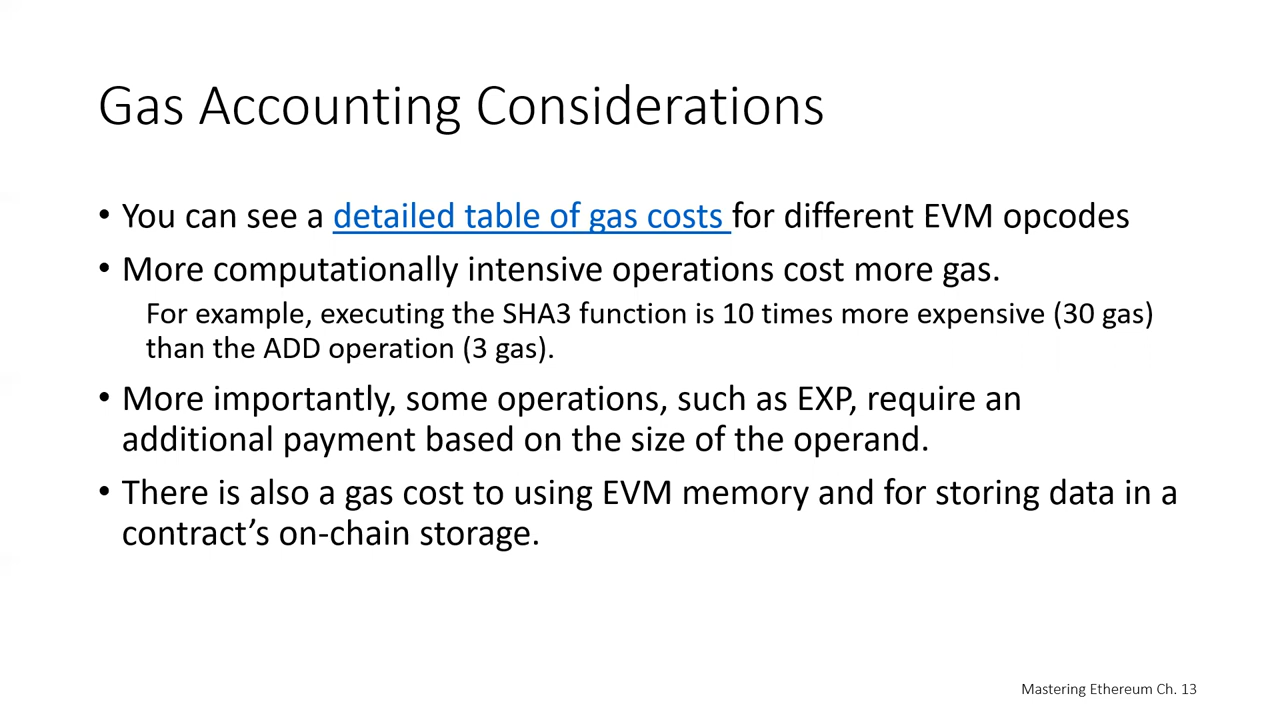 Gas Accounting Considerations
• You can see a detailed table of gas costs for different EVM opcodes
• More computationally intensive operations cost more gas.
For example, executing the SHA3 function is 10 times more expensive (30 gas)
than the ADD operation (3 gas).
• More importantly, some operations, such as EXP, require an
additional payment based on the size of the operand.
• There is also a gas cost to using EVM memory and for storing data in a
contract’s on-chain storage.
Mastering Ethereum Ch. 13